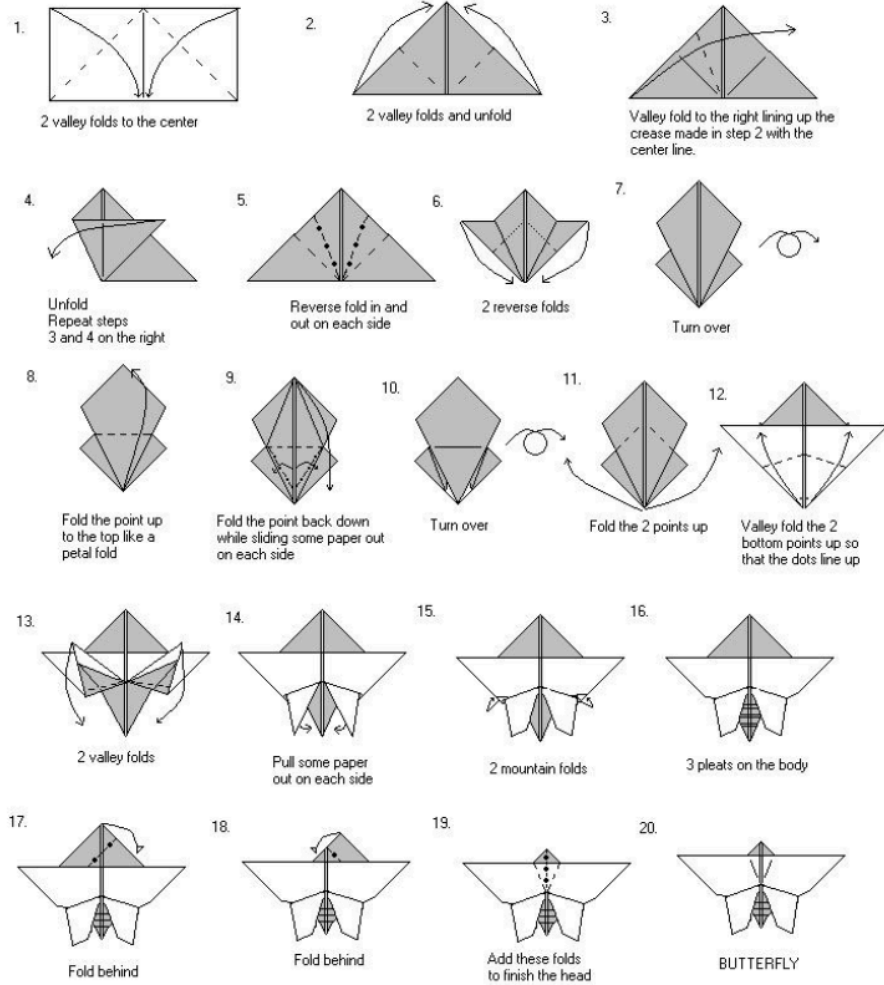 1.
2 valley folds to the center
2.
2 valley folds and unfold
3.
Valley fold to the right lining up the
crease made in step 2 with the
center line.
4.
Unfold
Repeat steps
3 and 4 on the right
5.
Reverse fold in and
out on each side
6.
2 reverse folds
7.
Turn over
8.
Fold the point up
to the top like a
petal fold
9.
Fold the point back down
while sliding some paper out
on each side
10.
Turn over
11.
Fold the 2 points up
12.
Valley fold the 2
bottom points up so
that the dots line up
13.
2 valley folds
14.
Pull some paper
out on each side
15.
2 mountain folds
16.
3 pleats on the body
17.
Fold behind
18.
Fold behind
19.
Add these folds
to finish the head
20.
BUTTERFLY